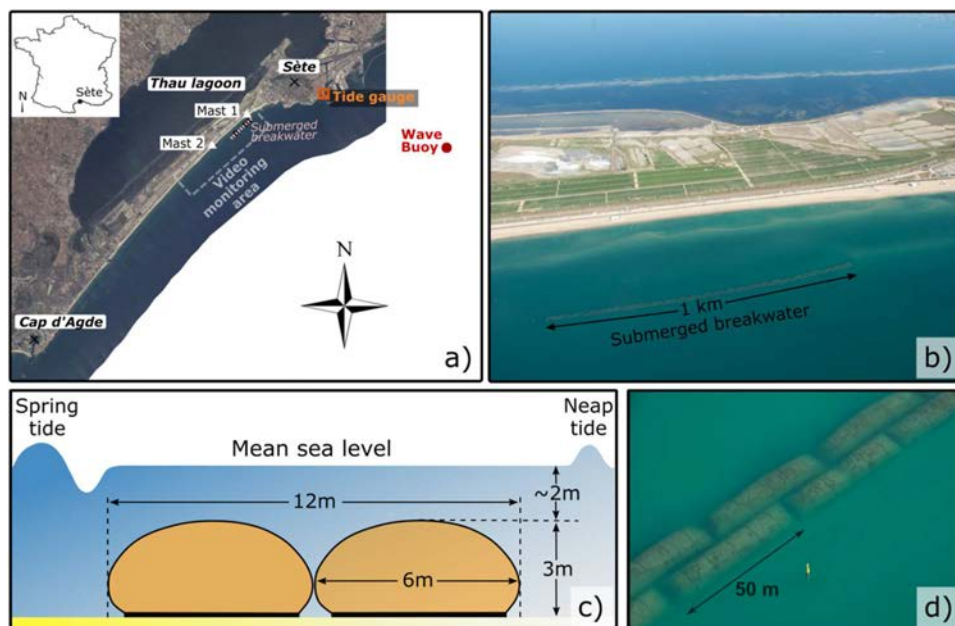 N
Sète
Thau lagoon
Sète
Mast 1
Tide gauge
Submerged
breakwater
Mast 2
Wave
Buoy
Video
monitoring
area
N
Cap d'Agde
a)
1 km
Submerged breakwater
b)
Spring
tide
Neap
tide
Mean sea level
12m
~2m
6m
3m
c)
50 m
d)